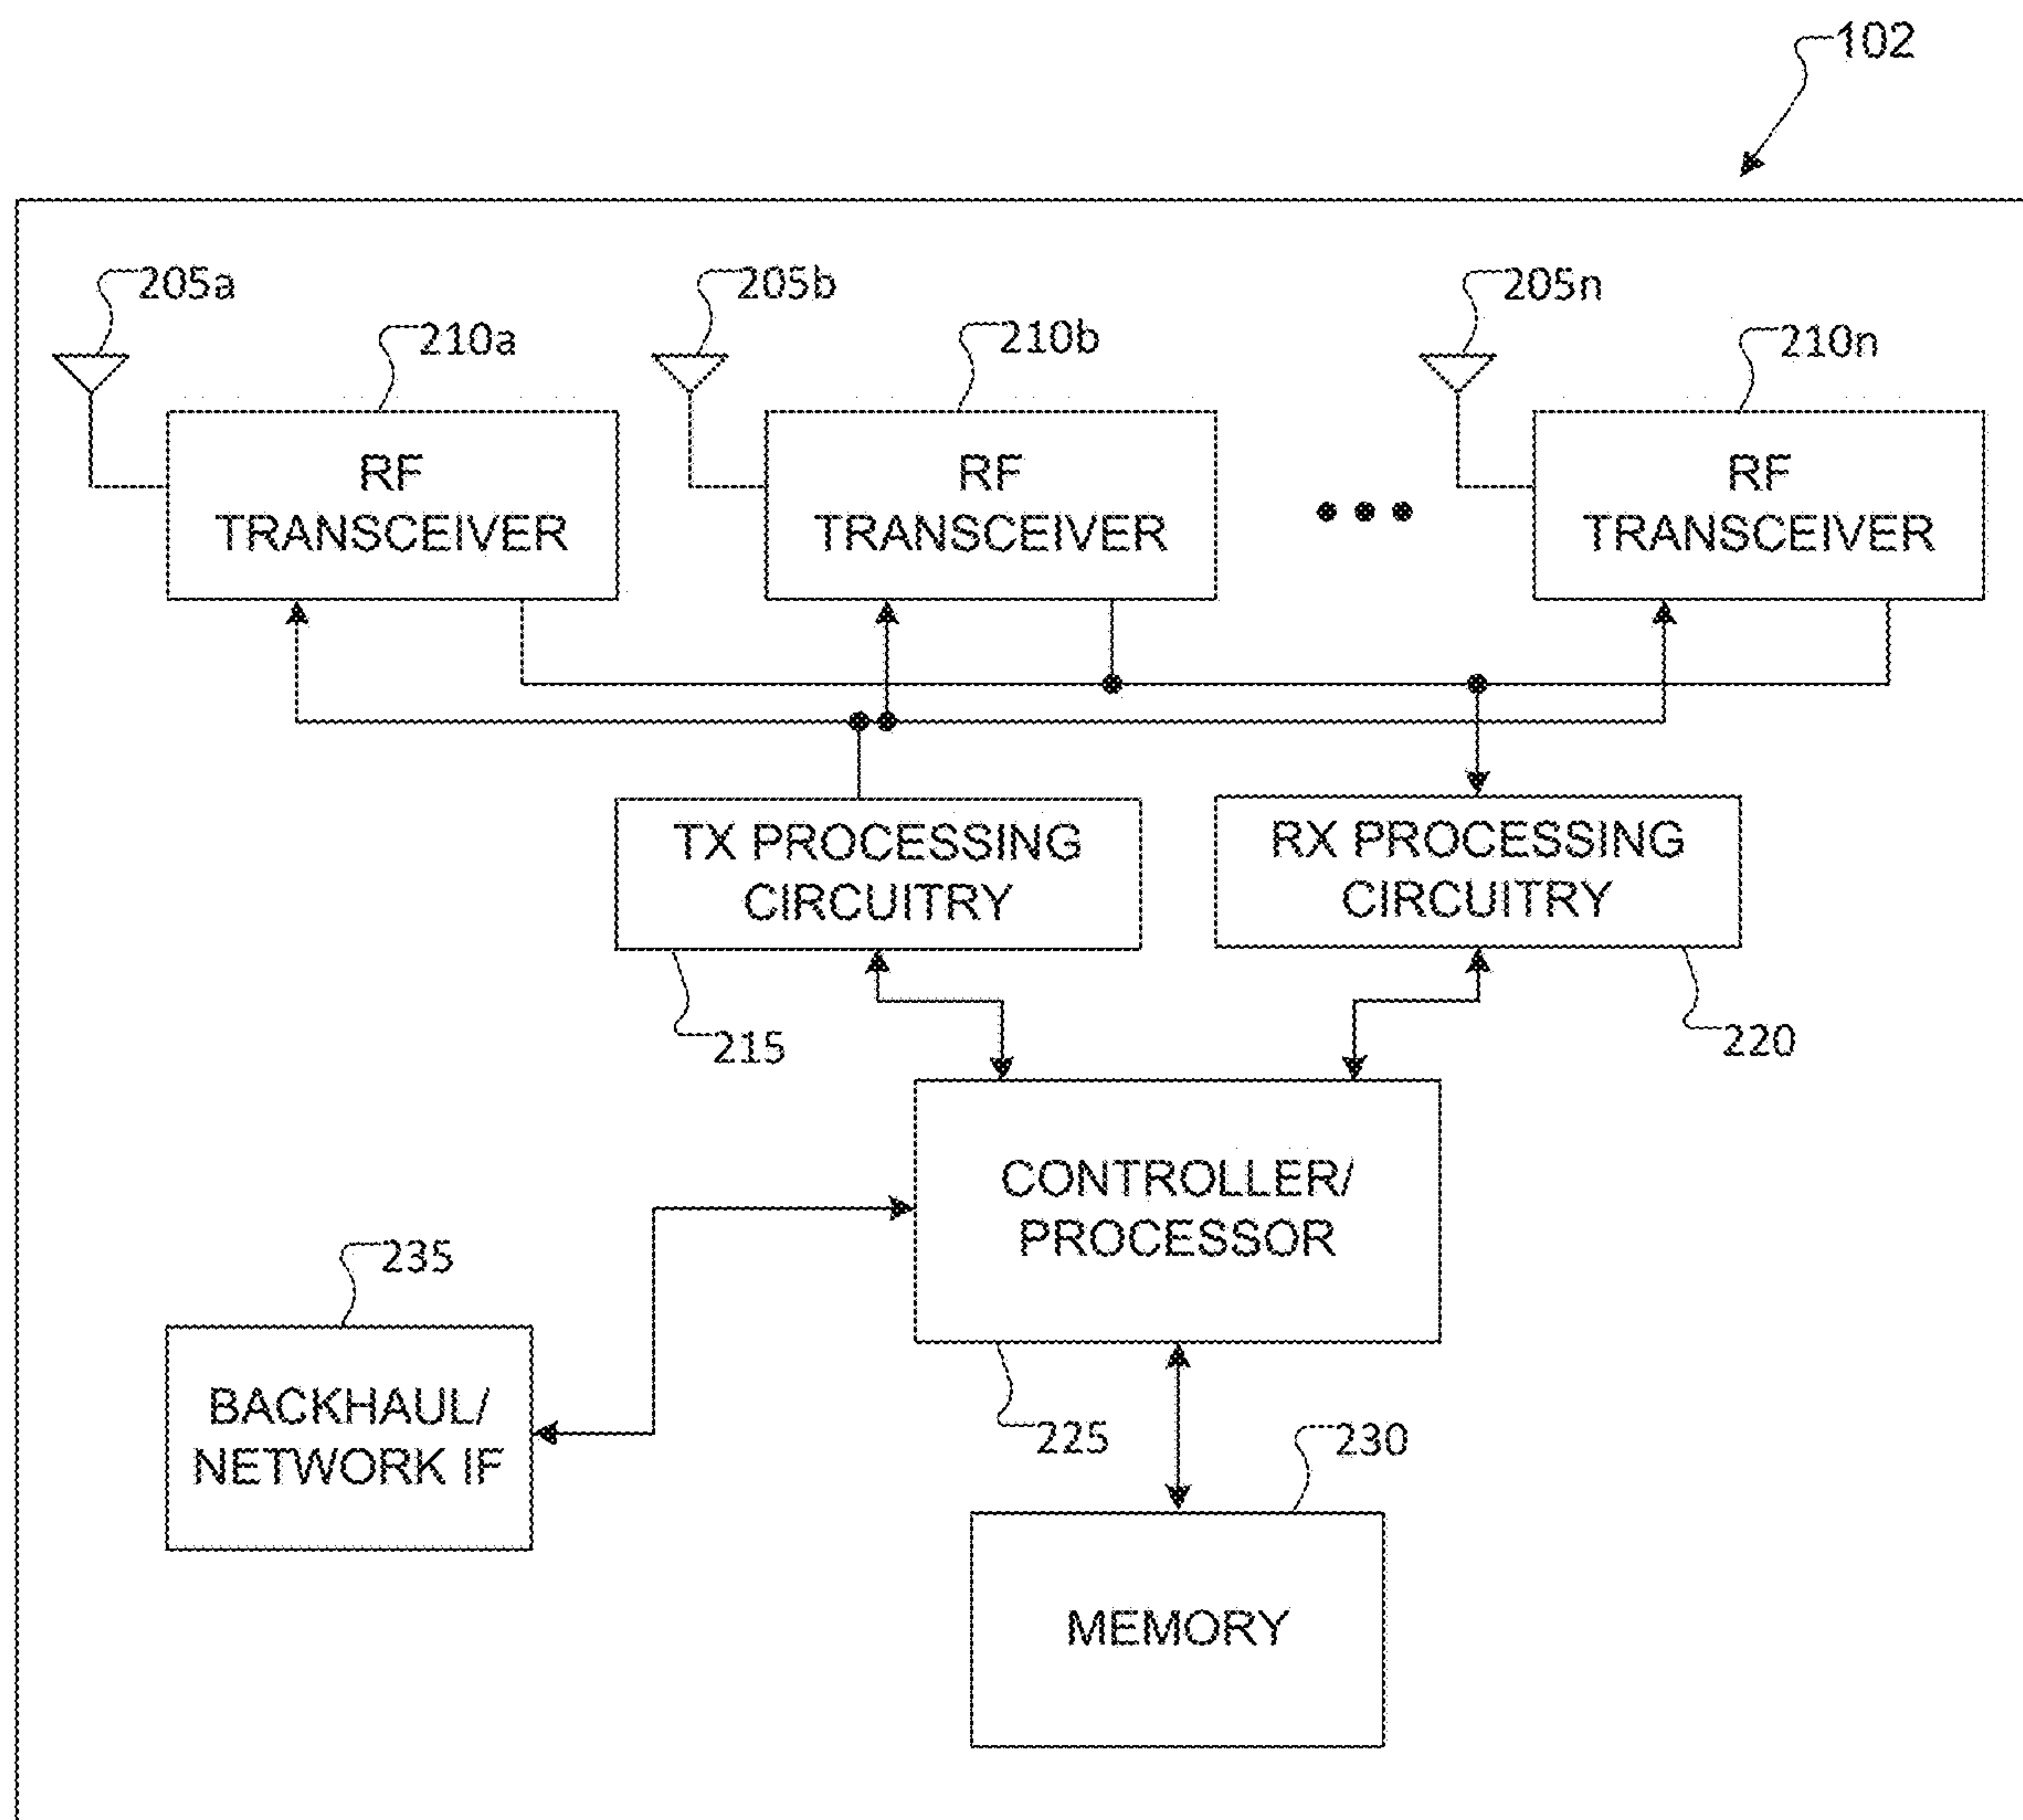 102
205a
205b
205n
210a
210b
210n
RF
TRANSCEIVER
RF
TRANSCEIVER
RF
TRANSCEIVER
TX PROCESSING
CIRCUITRY
RX PROCESSING
CIRCUITRY
215
220
CONTROLLER/
PROCESSOR
235
BACKHAUL/
NETWORK IF
225
230
MEMORY